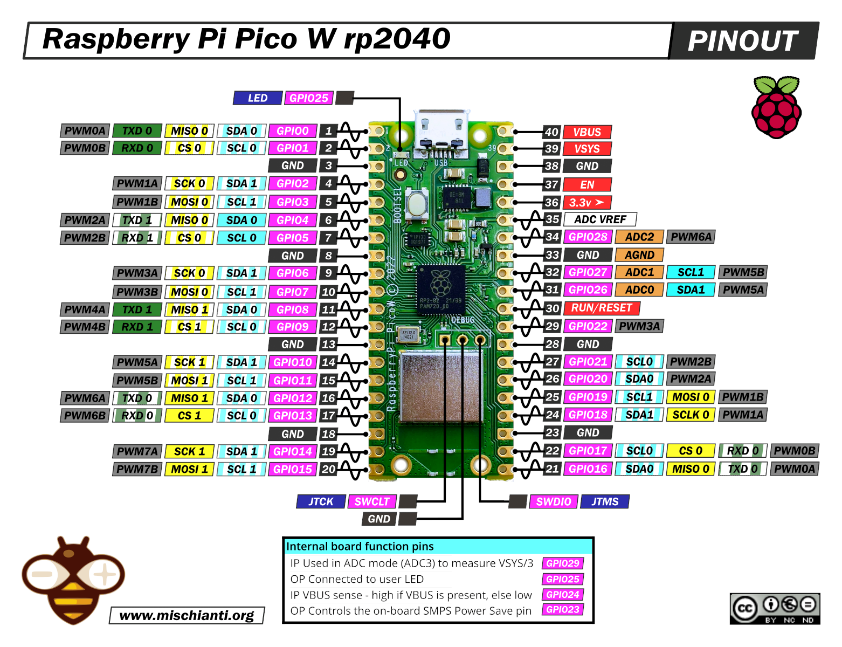 Raspberry Pi Pico W rp2040 PINOUT
LED GPIO25
PWM0A TXD 0 MISO 0 SDA 0 GPIO0 1 40 VBUS
PWM0B RXD 0 CS 0 SCL 0 GPIO1 2 39 VSYS
GND 3 38 GND
PWM1A SCK 0 SDA 1 GPIO2 4 37 EN
PWM1B MOSI 0 SCL 1 GPIO3 5 36 3.3v ➤
PWM2A TXD 1 MISO 0 SDA 0 GPIO4 6 35 ADC VREF
PWM2B RXD 1 CS 0 SCL 0 GPIO5 7 34 GPIO28 ADC2 PWM6A
GND 8 33 GND AGND
PWM3A SCK 0 SDA 1 GPIO6 9 32 GPIO27 ADC1 SCL1 PWM5B
PWM3B MOSI 0 SCL 1 GPIO7 10 31 GPIO26 ADC0 SDA1 PWM5A
PWM4A TXD 1 MISO 1 SDA 0 GPIO8 11 30 RUN/RESET
PWM4B RXD 1 CS 1 SCL 0 GPIO9 12 29 GPIO22 PWM3A
GND 13 28 GND
PWM5A SCK 1 SDA 1 GPIO10 14 27 GPIO21 SCL0 PWM2B
PWM5B MOSI 1 SCL 1 GPIO11 15 26 GPIO20 SDA0 PWM2A
PWM6A TXD 0 MISO 1 SDA 0 GPIO12 16 25 GPIO19 SCL1 MOSI 0 PWM1B
PWM6B RXD 0 CS 1 SCL 0 GPIO13 17 24 GPIO18 SDA1 SCLK 0 PWM1A
GND 18 23 GND
PWM7A SCK 1 SDA 1 GPIO14 19 22 GPIO17 SCL0 CS 0 RXD 0 PWM0B
PWM7B MOSI 1 SCL 1 GPIO15 20 21 GPIO16 SDA0 MISO 0 TXD 0 PWM0A
1
2
39
LED
USB
BOOTSEL
RaspberryPi PicoW © 2022
DEBUG
JTCK SWCLT SWDIO JTMS
GND
Internal board function pins
IP Used in ADC mode (ADC3) to measure VSYS/3 GPIO29
OP Connected to user LED GPIO25
IP VBUS sense - high if VBUS is present, else low GPIO24
OP Controls the on-board SMPS Power Save pin GPIO23
www.mischianti.org
cc BY NC ND